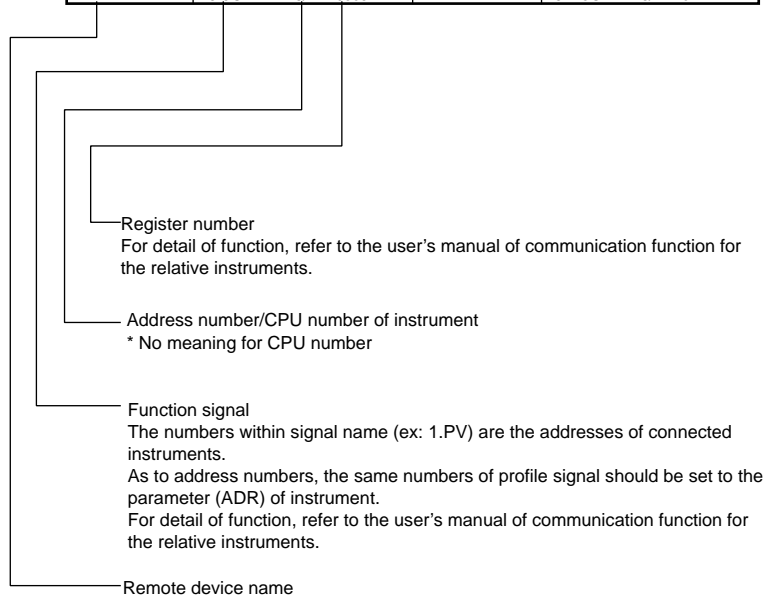 Register number
For detail of function, refer to the user's manual of communication function for
the relative instruments.
Address number/CPU number of instrument
* No meaning for CPU number
Function signal
The numbers within signal name (ex: 1.PV) are the addresses of connected
instruments.
As to address numbers, the same numbers of profile signal should be set to the
parameter (ADR) of instrument.
For detail of function, refer to the user's manual of communication function for
the relative instruments.
Remote device name